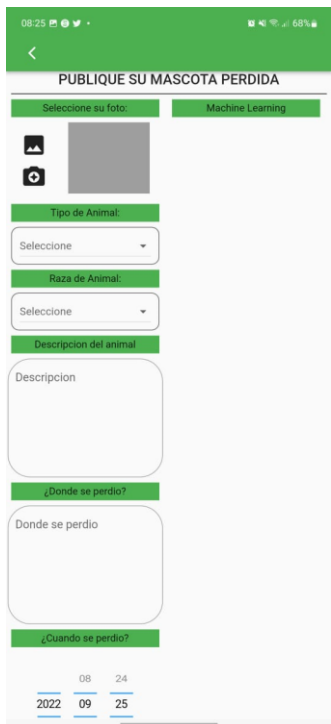 08:25
68%
PUBLIQUE SU MASCOTA PERDIDA
Seleccione su foto:
Machine Learning
Tipo de Animal:
Seleccione
Raza de Animal:
Seleccione
Descripcion del animal
Descripcion
¿Donde se perdio?
Donde se perdio
¿Cuando se perdio?
08 24
2022 09 25